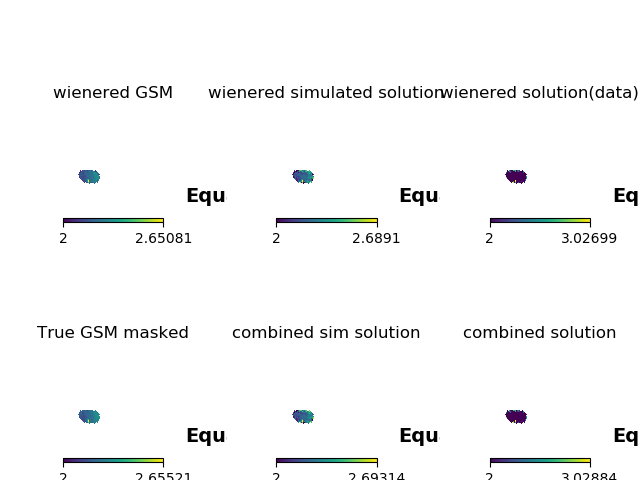 wienered GSM wienered simulated solution wienered solution(data)
Equ Equ Eq
2 2.65081 2 2.6891 2 3.02699
True GSM masked combined sim solution combined solution
Equ Equ Eq
2 2.65521 2 2.69314 2 3.02884